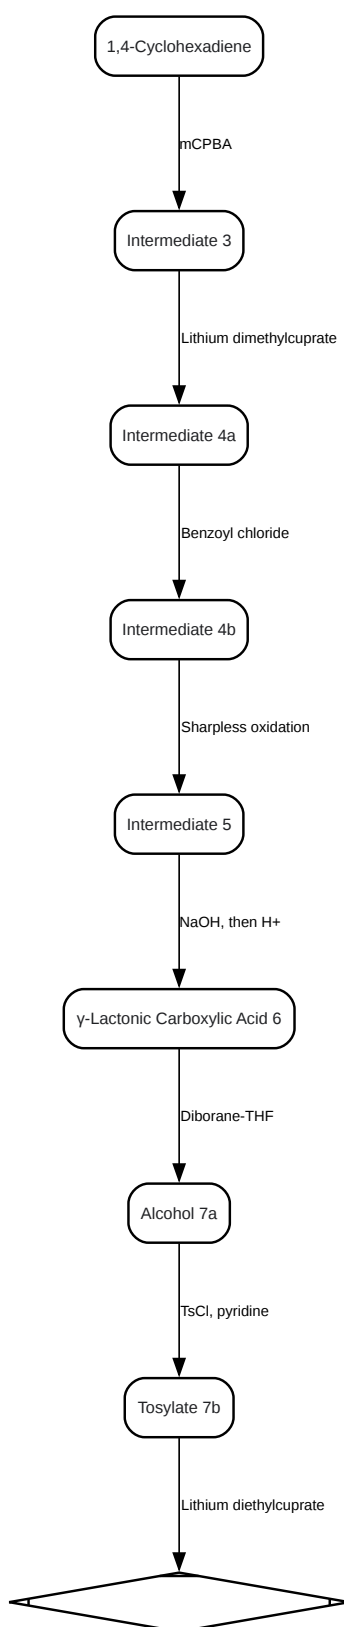 1,4-Cyclohexadiene
mCPBA
Intermediate 3
Lithium dimethylcuprate
Intermediate 4a
Benzoyl chloride
Intermediate 4b
Sharpless oxidation
Intermediate 5
NaOH, then H+
γ-Lactonic Carboxylic Acid 6
Diborane-THF
Alcohol 7a
TsCl, pyridine
Tosylate 7b
Lithium diethylcuprate